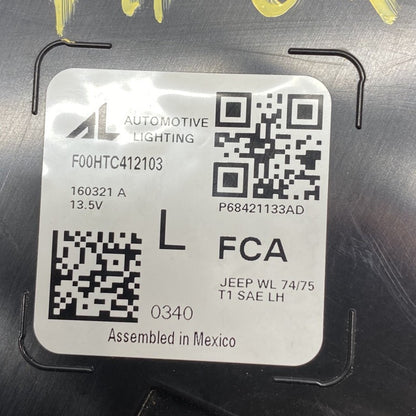 AL AUTOMOTIVE
LIGHTING
F00HTC412103
160321 A
13.5V
P68421133AD
L
FCA
JEEP WL 74/75
T1 SAE LH
0340
Assembled in Mexico